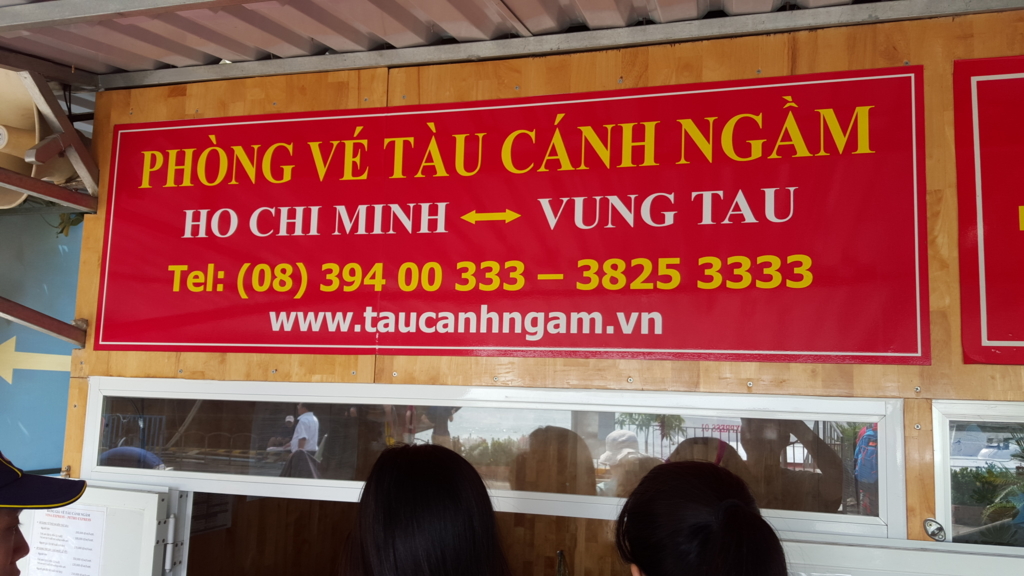 PHÒNG VÉ TÀU CÁNH NGẦM
HO CHI MINH ↔ VUNG TAU
Tel: (08) 394 00 333 – 3825 3333
www.taucanhngam.vn